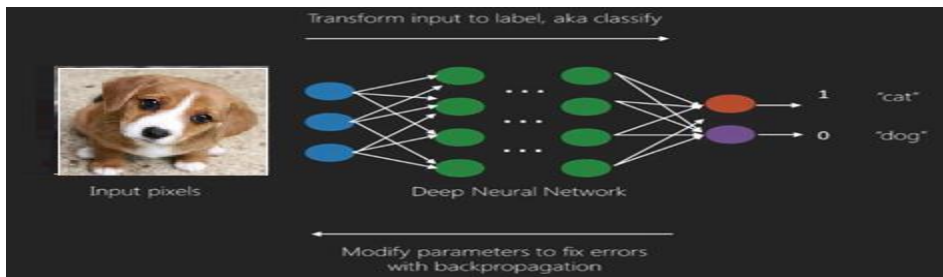 Transform input to label, aka classify
1 "cat"
0 "dog"
Input pixels
Deep Neural Network
Modify parameters to fix errors
with backpropagation